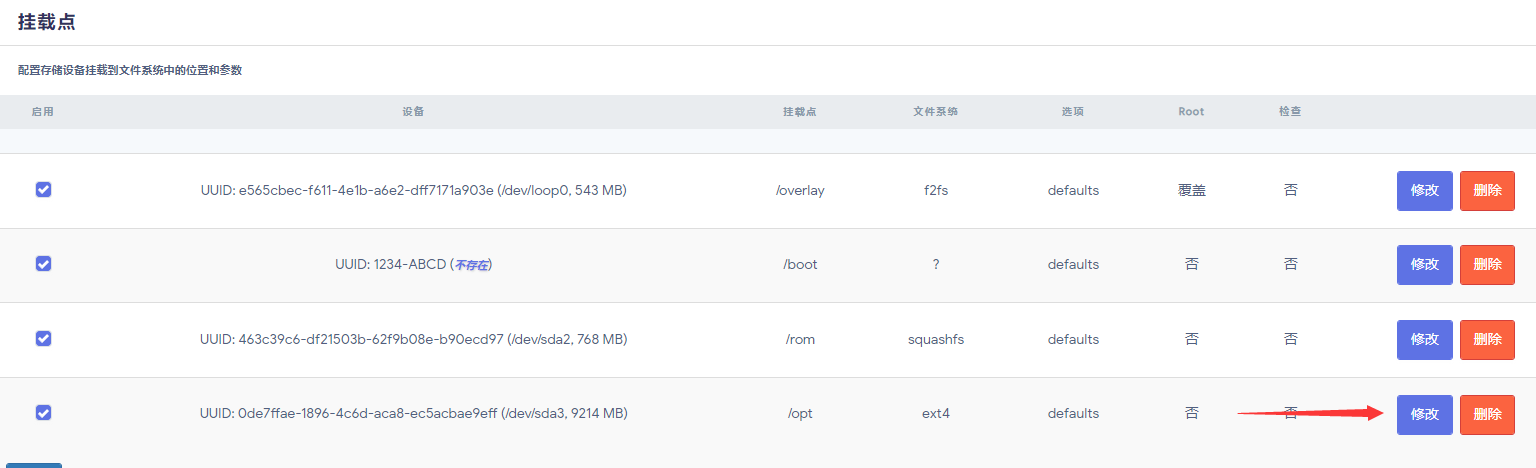 挂载点
配置存储设备挂载到文件系统中的位置和参数
启用 设备 挂载点 文件系统 选项 Root 检查
UUID: e565cbec-f611-4e1b-a6e2-dff7171a903e (/dev/loop0, 543 MB) /overlay f2fs defaults 覆盖 否 修改 删除
UUID: 1234-ABCD (不存在) /boot ? defaults 否 否 修改 删除
UUID: 463c39c6-df21503b-62f9b08e-b90ecd97 (/dev/sda2, 768 MB) /rom squashfs defaults 否 否 修改 删除
UUID: 0de7ffae-1896-4c6d-aca8-ec5acbae9eff (/dev/sda3, 9214 MB) /opt ext4 defaults 否 否 修改 删除